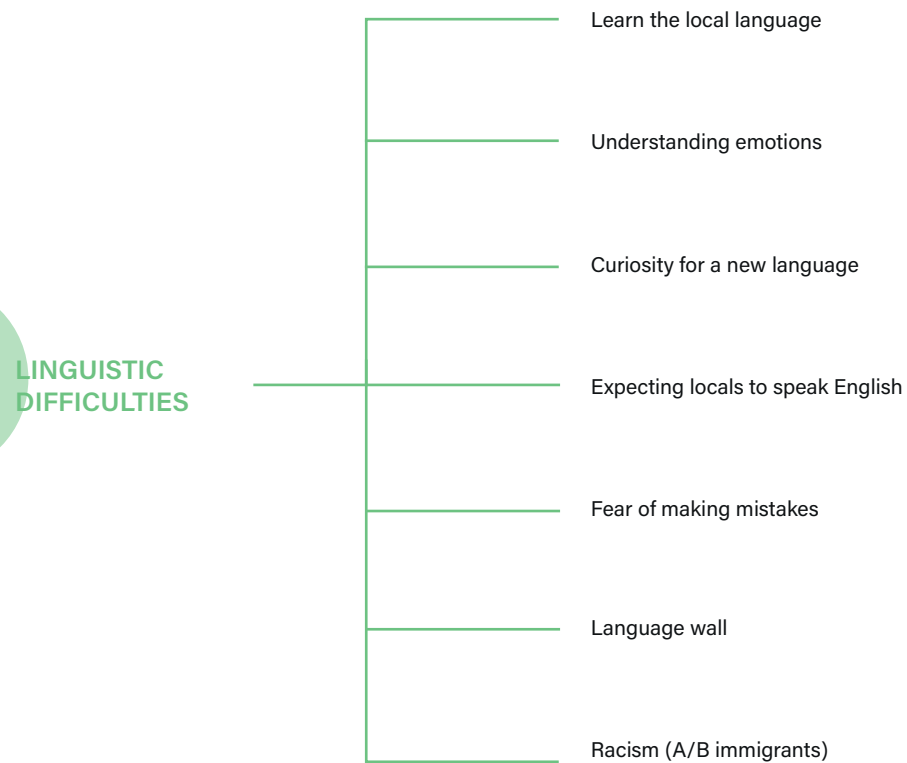 Learn the local language
Understanding emotions
Curiosity for a new language
LINGUISTIC
DIFFICULTIES
Expecting locals to speak English
Fear of making mistakes
Language wall
Racism (A/B immigrants)